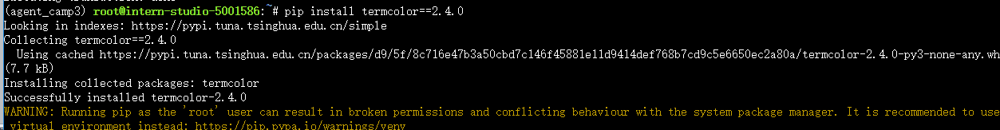 (agent_camp3) root@intern-studio-5001586:~# pip install termcolor==2.4.0
Looking in indexes: https://pypi.tuna.tsinghua.edu.cn/simple
Collecting termcolor==2.4.0
  Using cached https://pypi.tuna.tsinghua.edu.cn/packages/d9/5f/8c716e47b3a50cbd7c146f45881e11d9414def768b7cd9c5e6650ec2a80a/termcolor-2.4.0-py3-none-any.wh
(7.7 kB)
Installing collected packages: termcolor
Successfully installed termcolor-2.4.0
WARNING: Running pip as the 'root' user can result in broken permissions and conflicting behaviour with the system package manager. It is recommended to use
 virtual environment instead: https://pip.pypa.io/warnings/venv